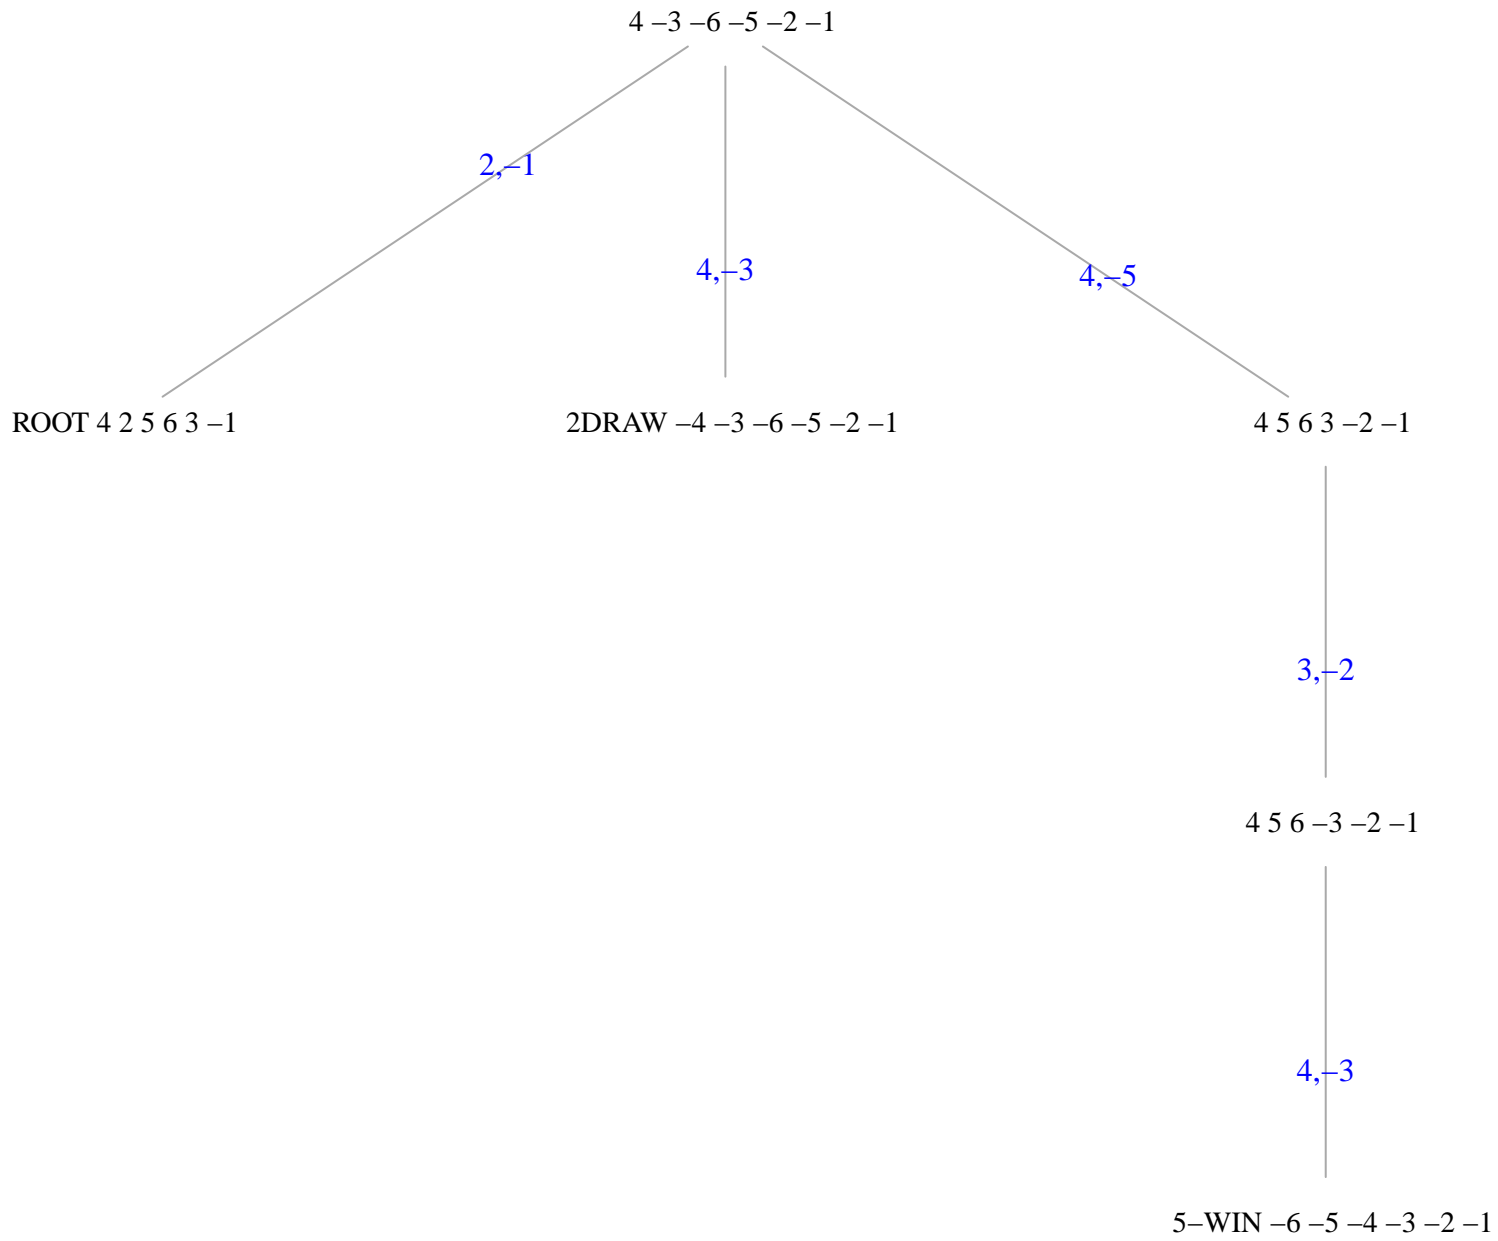 4 –3 –6 –5 –2 –1
2,–1
4,–3
4,–5
ROOT 4 2 5 6 3 –1
2DRAW –4 –3 –6 –5 –2 –1
4 5 6 3 –2 –1
3,–2
4 5 6 –3 –2 –1
4,–3
5–WIN –6 –5 –4 –3 –2 –1